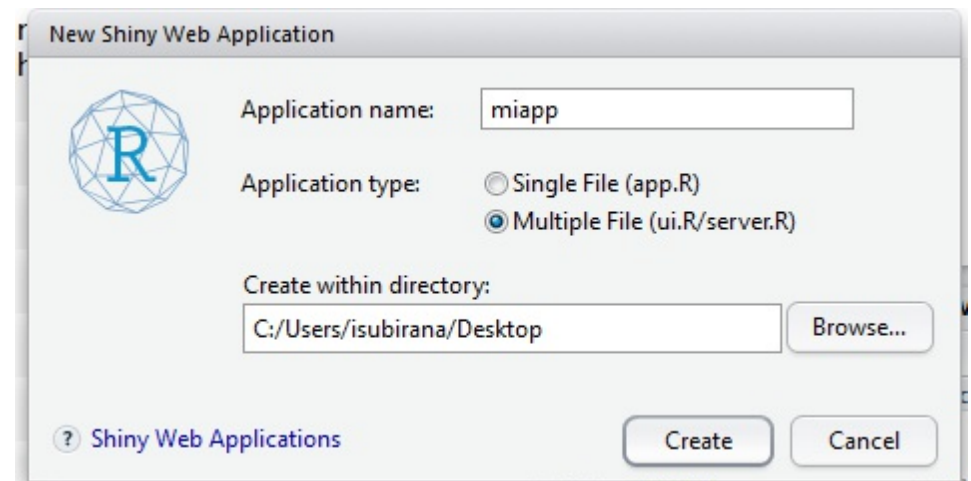 New Shiny Web Application
R
Application name: miapp
Application type: Single File (app.R)
Multiple File (ui.R/server.R)
Create within directory:
C:/Users/isubirana/Desktop Browse...
? Shiny Web Applications Create Cancel